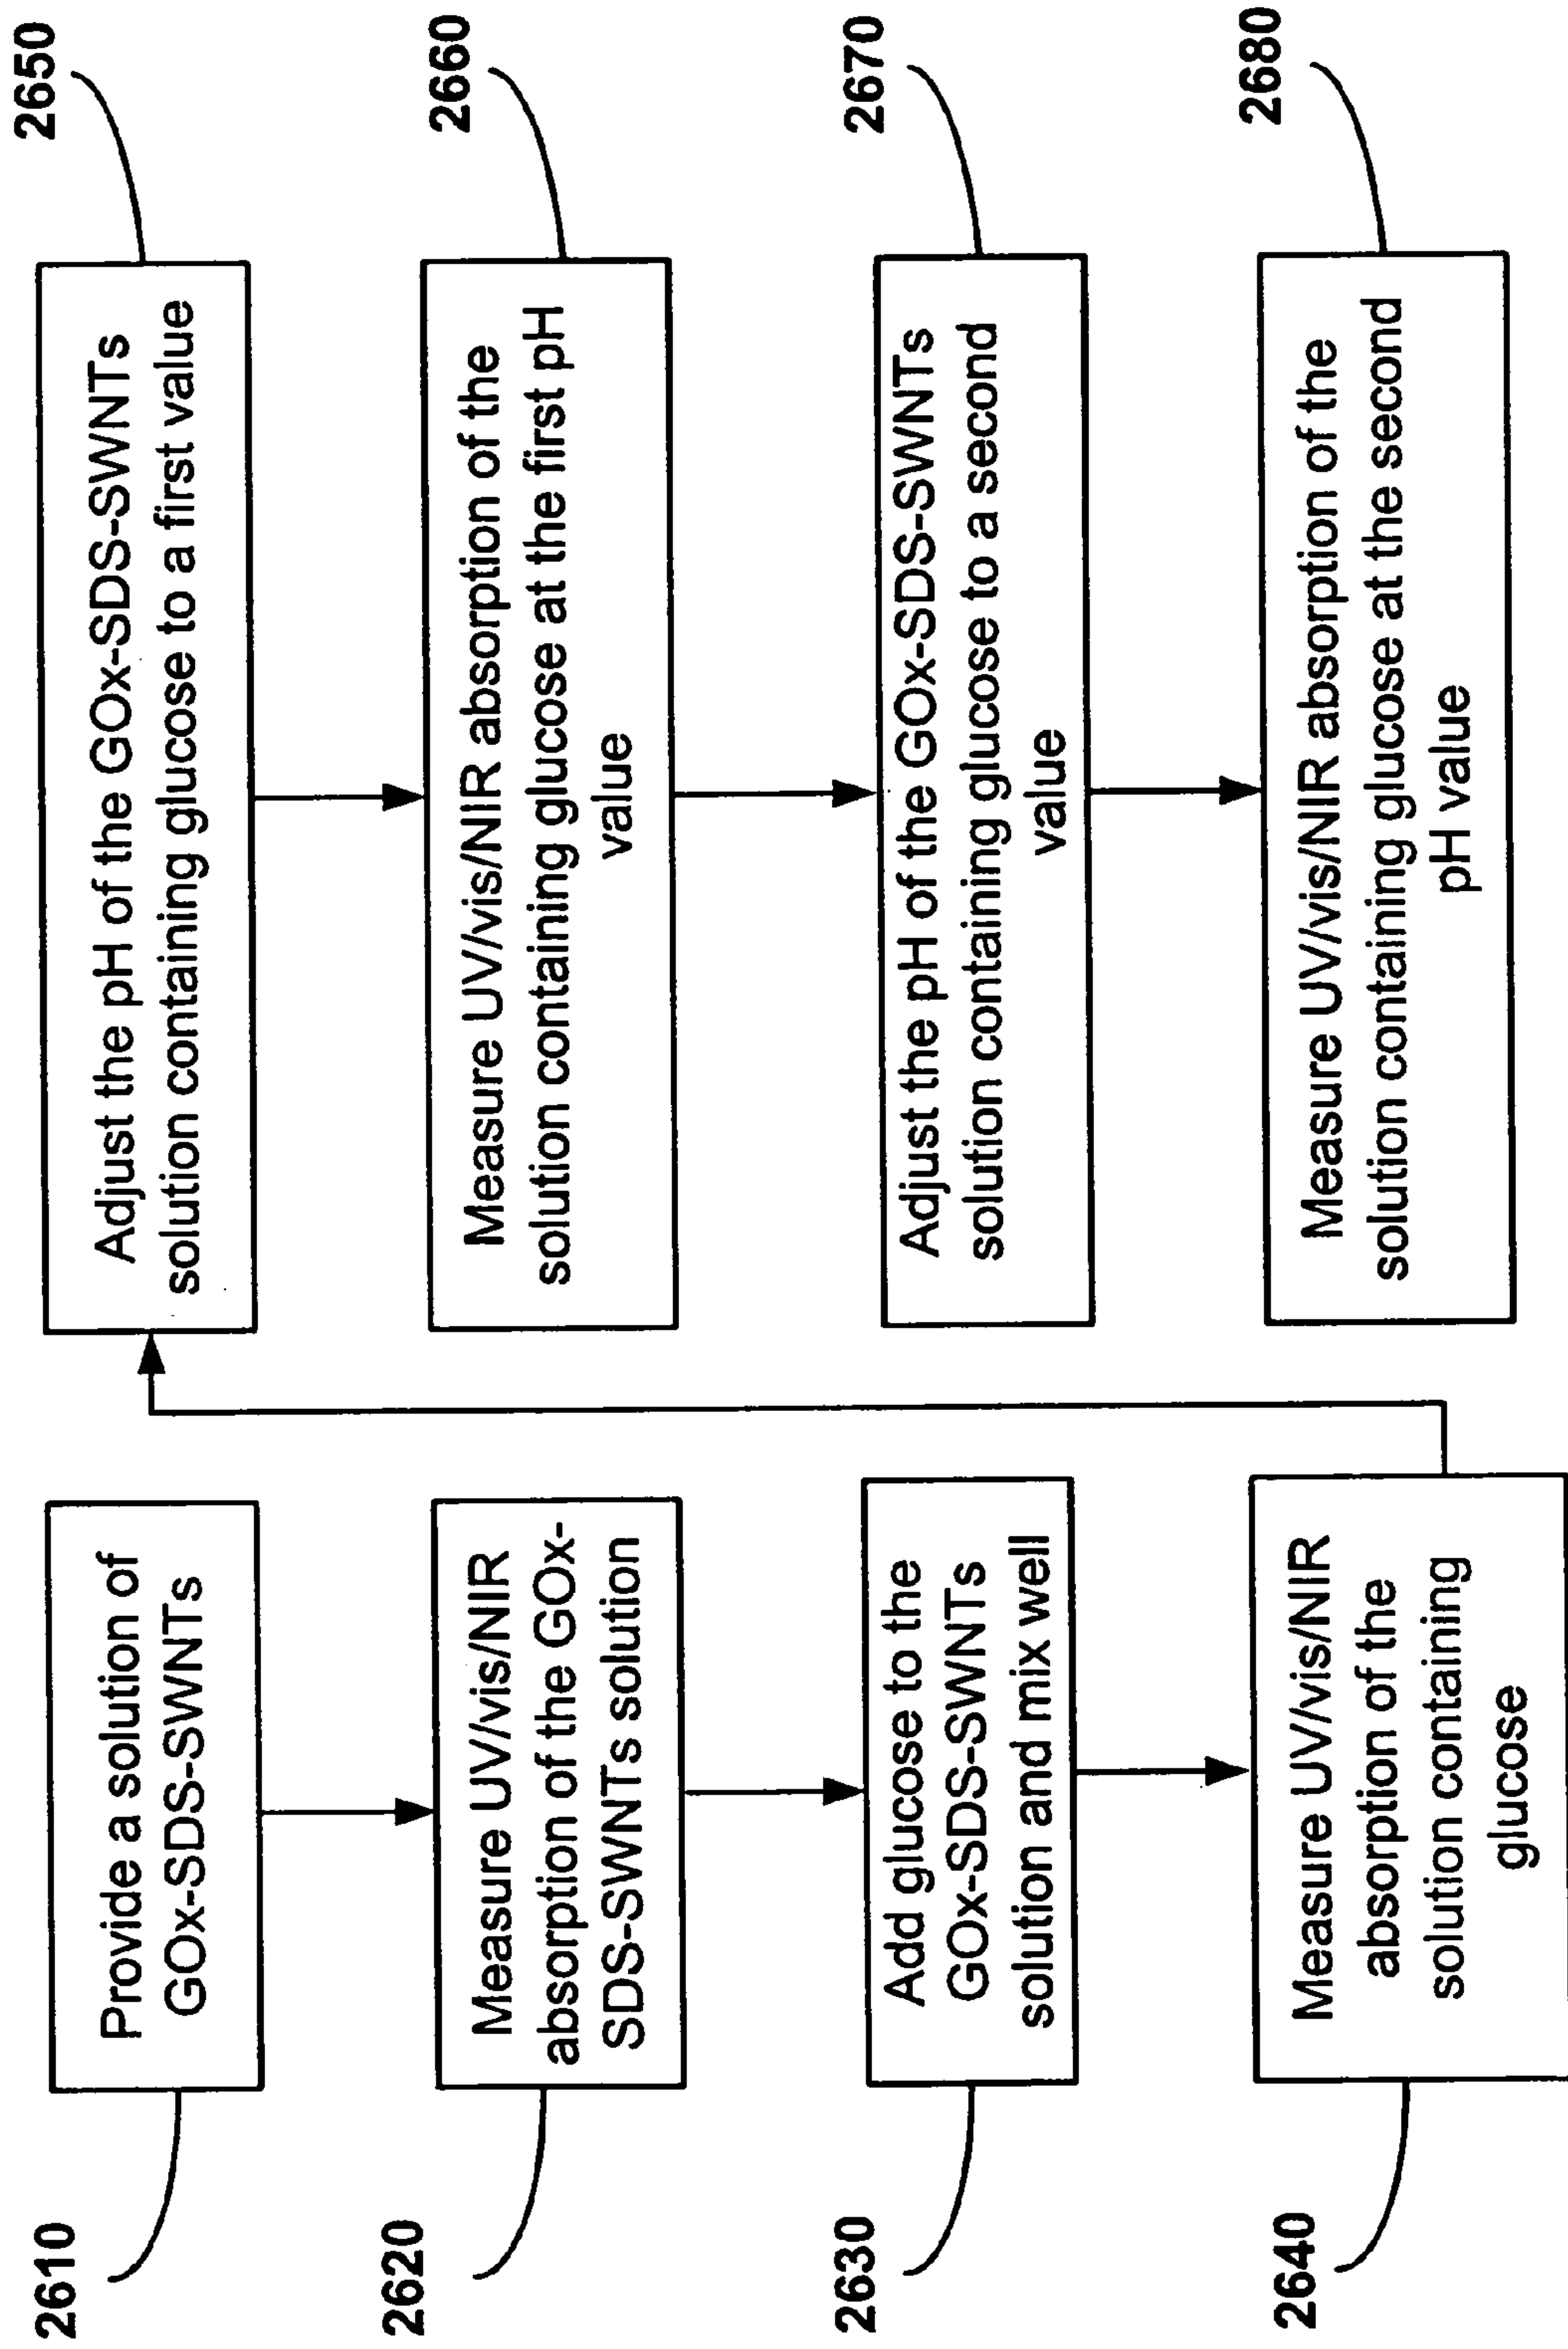 2610
Provide a solution of
GOx-SDS-SWNTs
2620
Measure UV/vis/NIR
absorption of the GOx-
SDS-SWNTs solution
2630
Add glucose to the
GOx-SDS-SWNTs
solution and mix well
2640
Measure UV/vis/NIR
absorption of the
solution containing
glucose
2650
Adjust the pH of the GOx-SDS-SWNTs
solution containing glucose to a first value
2660
Measure UV/vis/NIR absorption of the
solution containing glucose at the first pH
value
2670
Adjust the pH of the GOx-SDS-SWNTs
solution containing glucose to a second
value
2680
Measure UV/vis/NIR absorption of the
solution containing glucose at the second
pH value